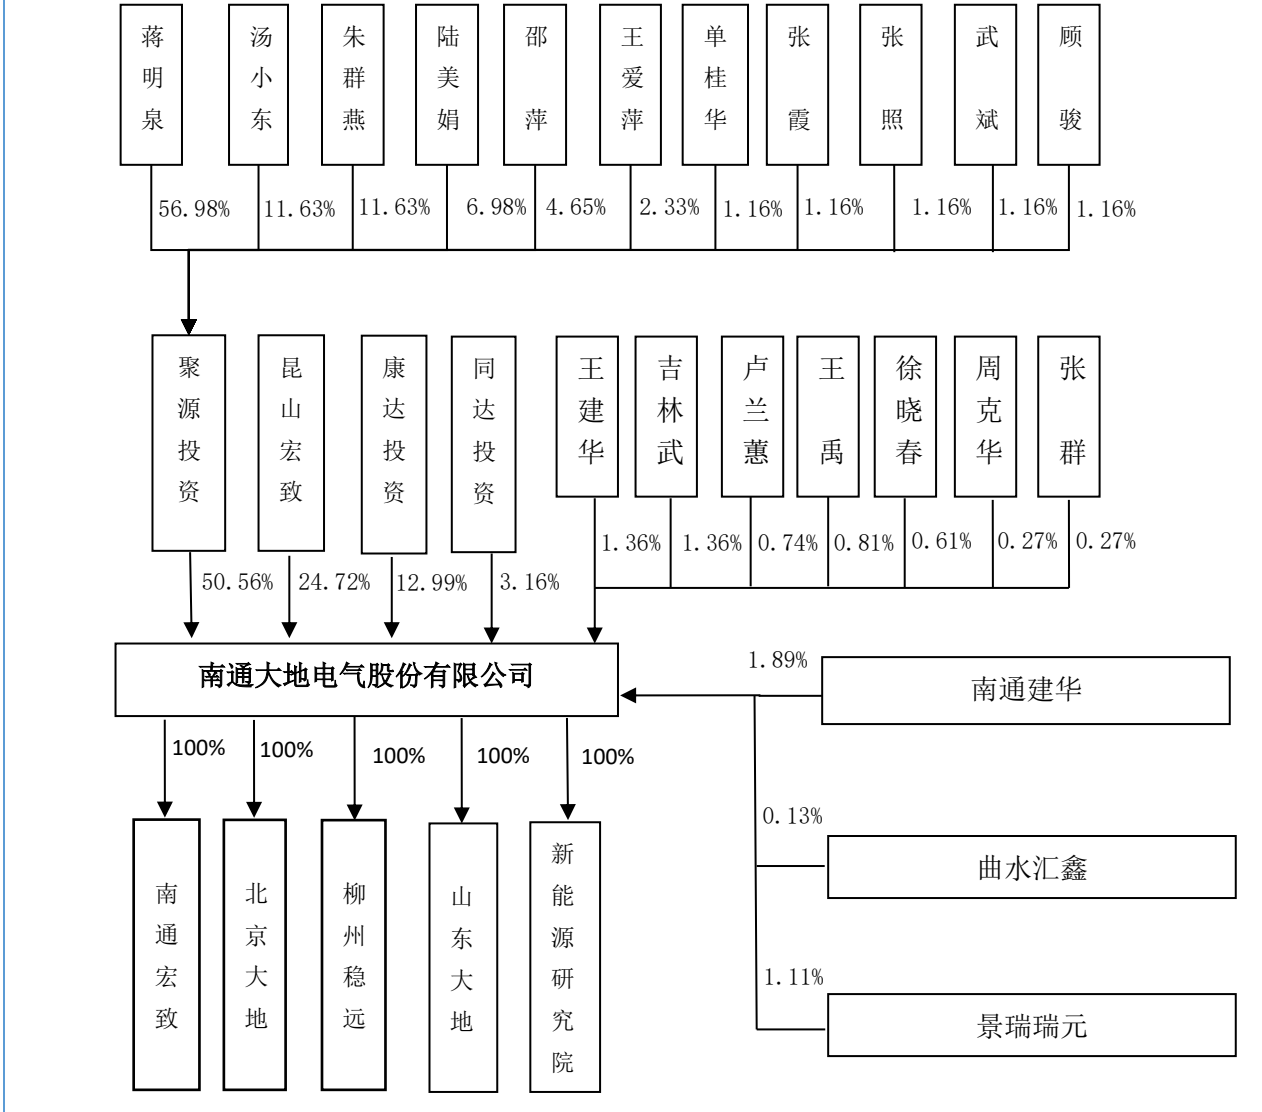 蒋明泉
汤小东
朱群燕
陆美娟
邵萍
王爱萍
单桂华
张霞
张照
武斌
顾骏
56.98%
11.63%
11.63%
6.98%
4.65%
2.33%
1.16%
1.16%
1.16%
1.16%
1.16%
聚源投资
昆山宏致
康达投资
同达投资
王建华
吉林武
卢兰蕙
王禹
徐晓春
周克华
张群
1.36%
1.36%
0.74%
0.81%
0.61%
0.27%
0.27%
50.56%
24.72%
12.99%
3.16%
南通大地电气股份有限公司
1.89%
南通建华
100%
100%
100%
100%
100%
0.13%
曲水汇鑫
1.11%
景瑞瑞元
南通宏致
北京大地
柳州稳远
山东大地
新能源研究院